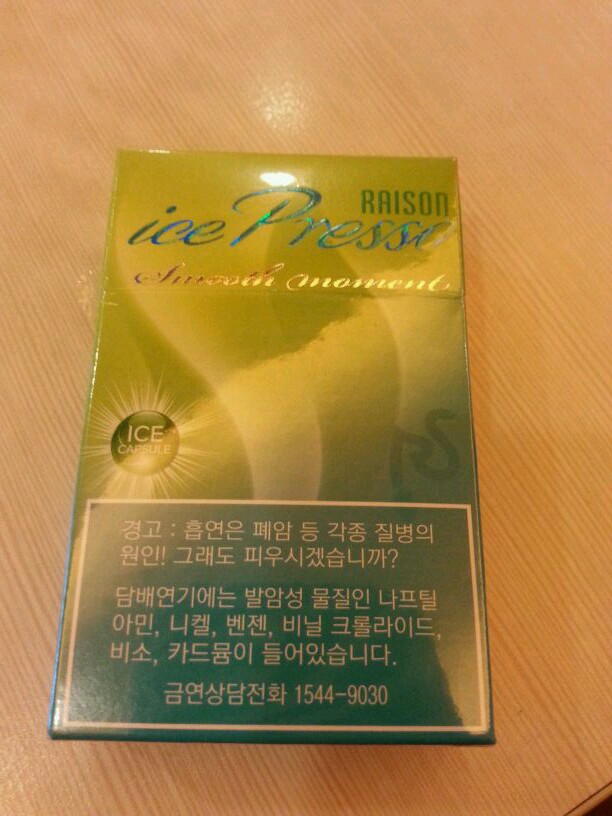 RAISON
ice Presso
Smooth moment
ICE
CAPSULE
경고 : 흡연은 폐암 등 각종 질병의
원인! 그래도 피우시겠습니까?
담배연기에는 발암성 물질인 나프틸
아민, 니켈, 벤젠, 비닐 크롤라이드,
비소, 카드뮴이 들어있습니다.
금연상담전화 1544-9030